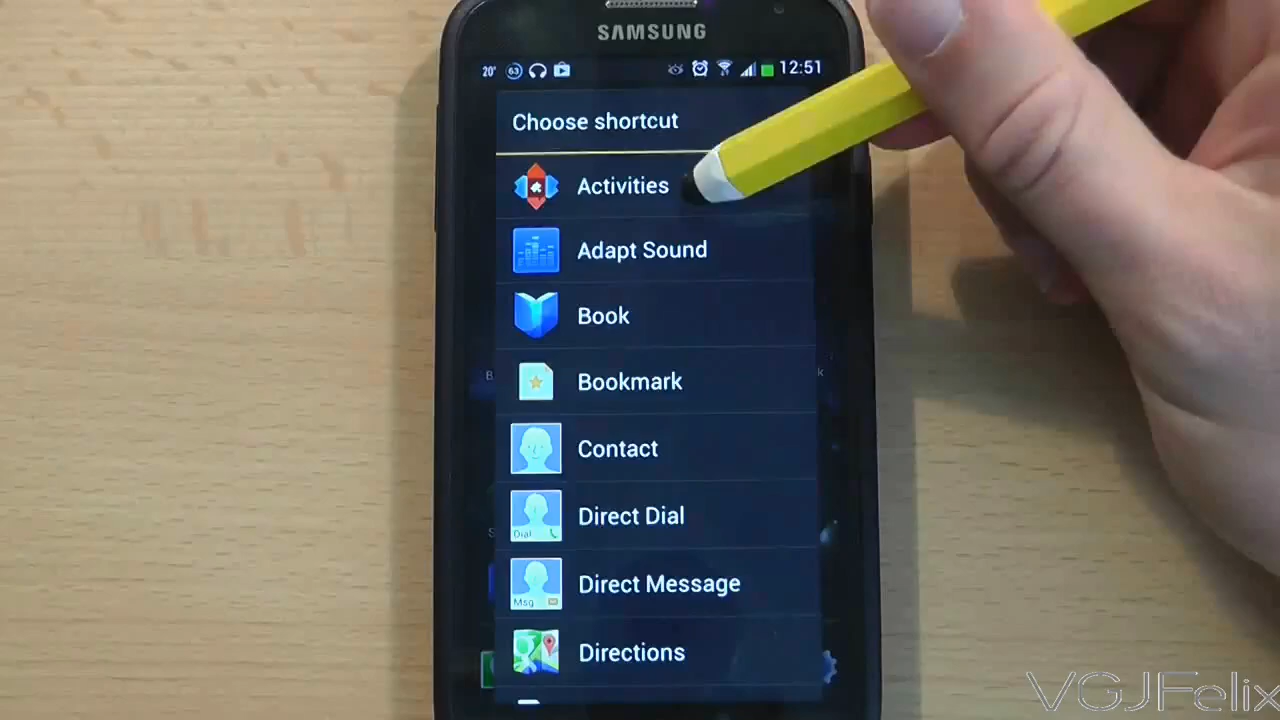 SAMSUNG
20° 63 12:51
Choose shortcut
Activities
Adapt Sound
Book
Bookmark
Contact
Direct Dial
Dial
Direct Message
Msg
Directions
VGJFelix